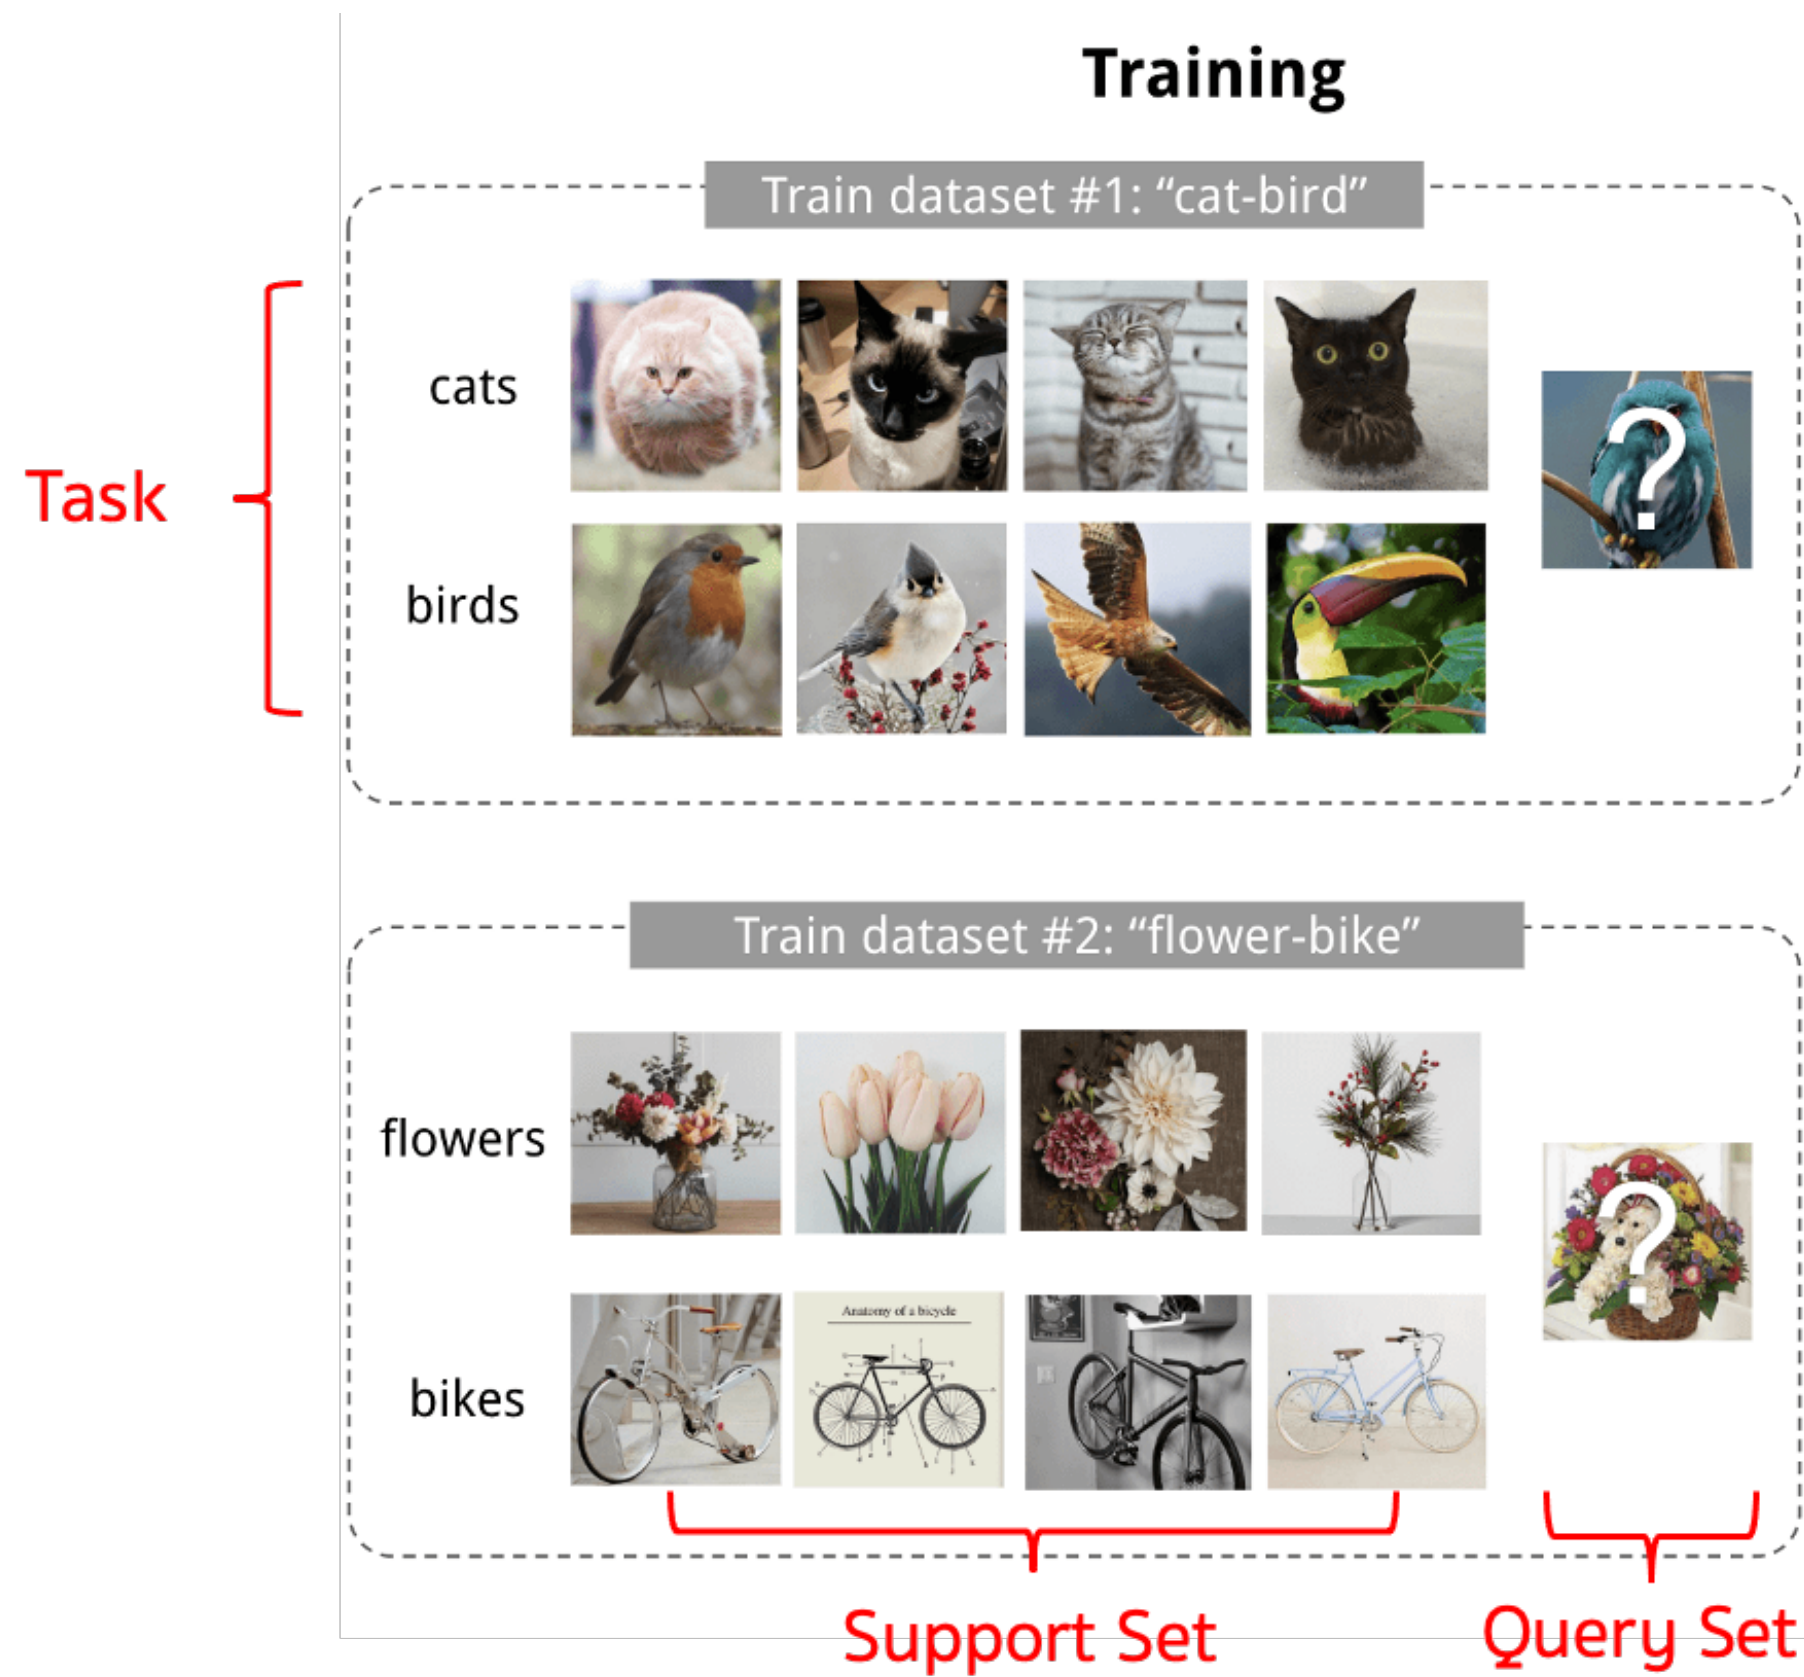 Training
Train dataset #1: “cat-bird”
Task
cats
?
birds
Train dataset #2: “flower-bike”
flowers
?
bikes
Anatomy of a bicycle
Support Set
Query Set